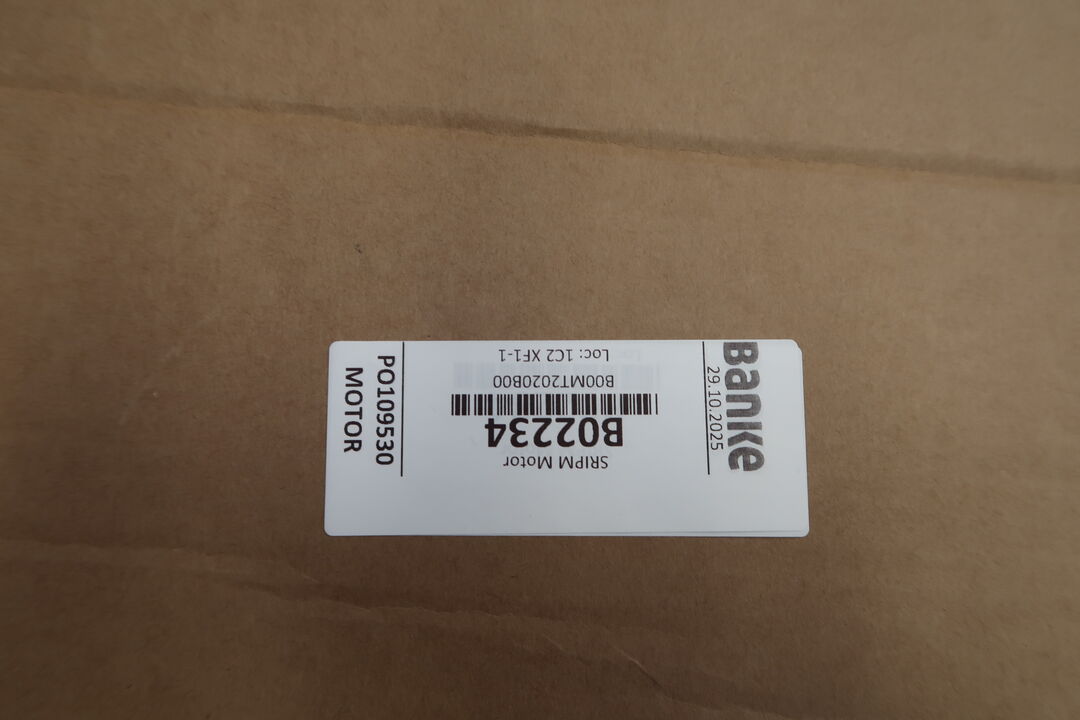 Banke
29.10.2025
SRIPM Motor
B02234
B00MT2020B00
Loc: 1C2 XF1-1
PO109530
MOTOR